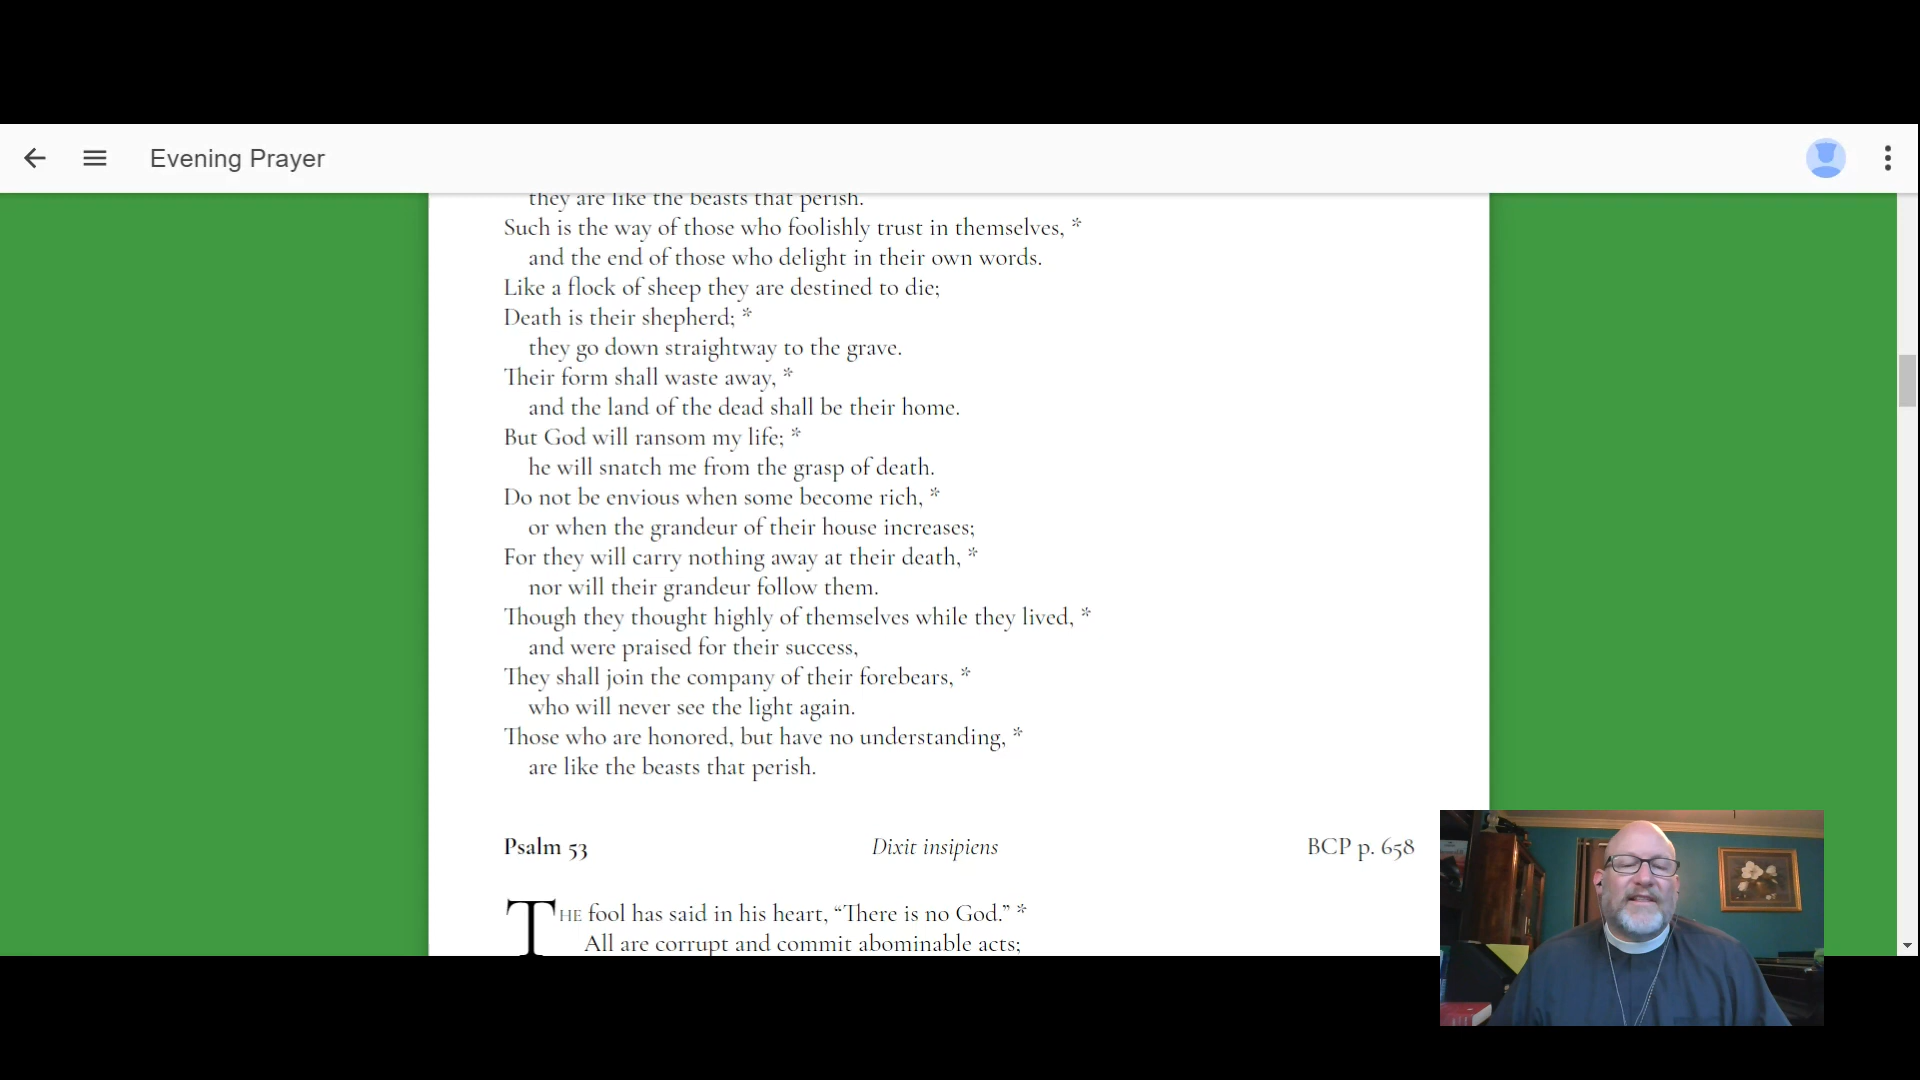 Evening Prayer
they are like the beasts that perish.
Such is the way of those who foolishly trust in themselves, *
and the end of those who delight in their own words.
Like a flock of sheep they are destined to die;
Death is their shepherd; *
they go down straightway to the grave.
Their form shall waste away, *
and the land of the dead shall be their home.
But God will ransom my life; *
he will snatch me from the grasp of death.
Do not be envious when some become rich, *
or when the grandeur of their house increases;
For they will carry nothing away at their death, *
nor will their grandeur follow them.
Though they thought highly of themselves while they lived, *
and were praised for their success,
They shall join the company of their forebears, *
who will never see the light again.
Those who are honored, but have no understanding, *
are like the beasts that perish.
Psalm 53 Dixit insipiens BCP p. 658
THE fool has said in his heart, “There is no God.” *
All are corrupt and commit abominable acts;